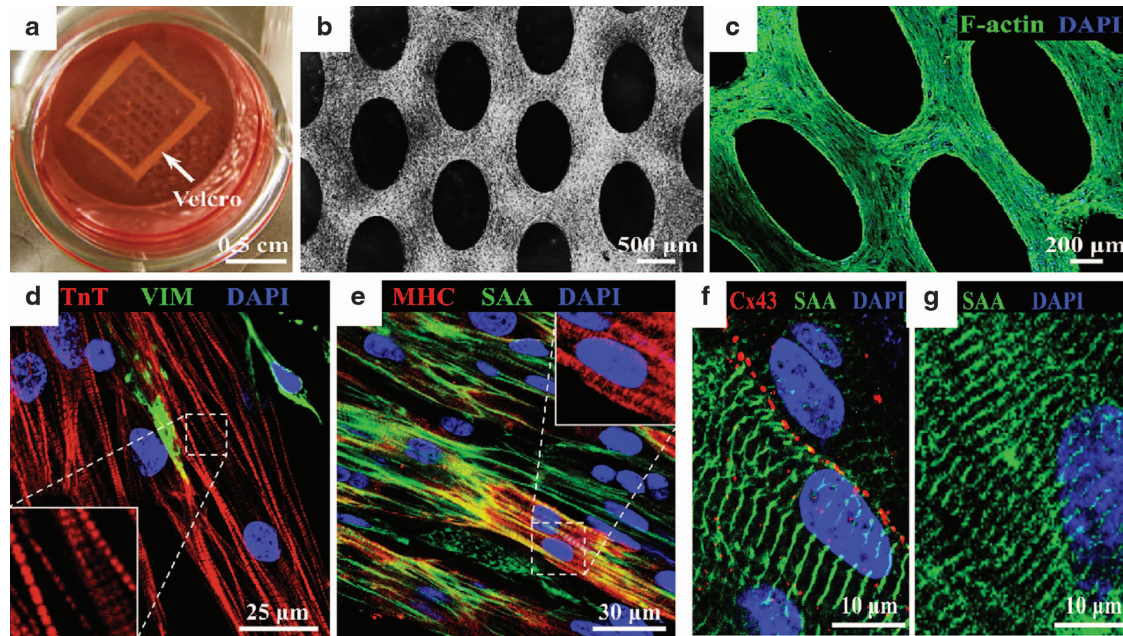 a
Velcro
0.5 cm
b
500 µm
c
F-actin DAPI
200 µm
d
TnT VIM DAPI
25 µm
e
MHC SAA DAPI
30 µm
f
Cx43 SAA DAPI
10 µm
g
SAA DAPI
10 µm